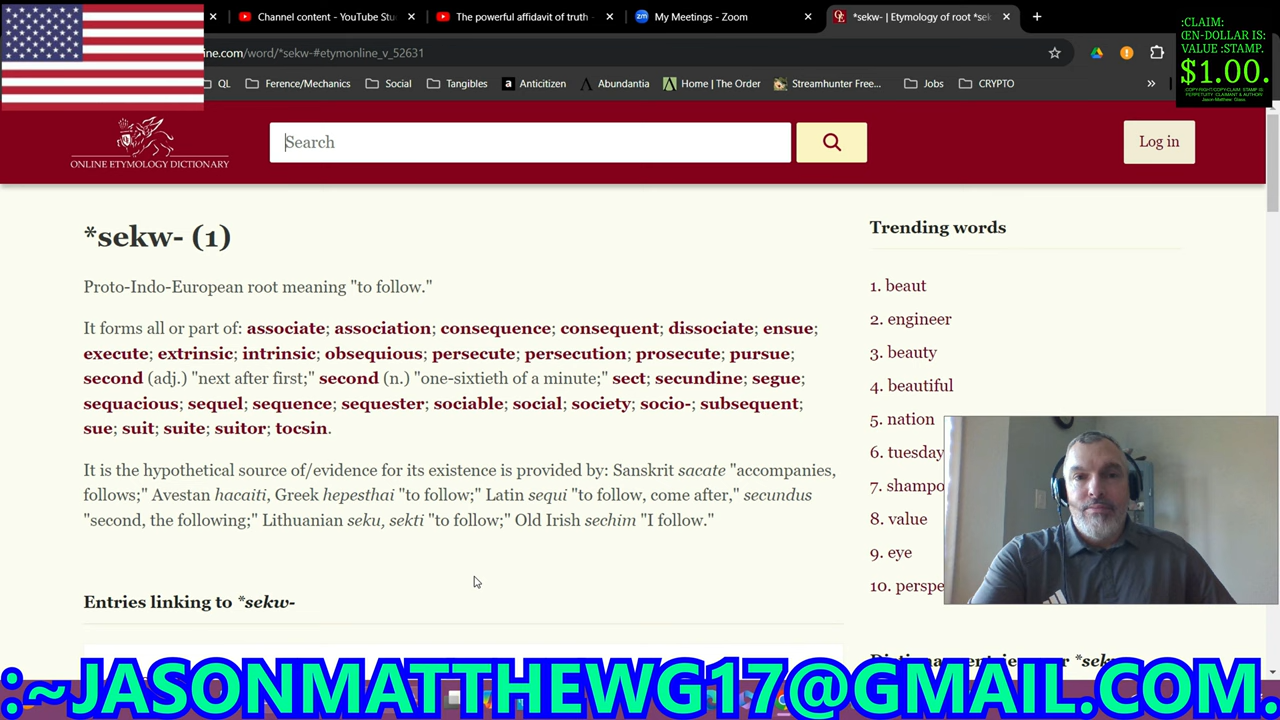 Channel content - YouTube Stu
The powerful affidavit of truth -
My Meetings - Zoom
*sekw- | Etymology of root *sek
ne.com/word/*sekw-#etymonline_v_52631
QL
Ference/Mechanics
Social
Tangible
Anticitizen
Abundantia
Home | The Order
Streamhunter Free...
Jobs
CRYPTO
:CLAIM:
ŒN-DOLLAR IS:
VALUE :STAMP.
$1.00.
Jason Matthew: Glass.
ONLINE ETYMOLOGY DICTIONARY
Search
Log in
*sekw- (1)
Proto-Indo-European root meaning "to follow."
It forms all or part of: associate; association; consequence; consequent; dissociate; ensue;
execute; extrinsic; intrinsic; obsequious; persecute; persecution; prosecute; pursue;
second (adj.) "next after first;" second (n.) "one-sixtieth of a minute;" sect; secundine; segue;
sequacious; sequel; sequence; sequester; sociable; social; society; socio-; subsequent;
sue; suit; suite; suitor; tocsin.
It is the hypothetical source of/evidence for its existence is provided by: Sanskrit sacate "accompanies,
follows;" Avestan hacaiti, Greek hepesthai "to follow;" Latin sequi "to follow, come after," secundus
"second, the following;" Lithuanian seku, sekti "to follow;" Old Irish sechim "I follow."
Entries linking to *sekw-
Trending words
1. beaut
2. engineer
3. beauty
4. beautiful
5. nation
6. tuesday
7. shampo
8. value
9. eye
10. perspe
:~JASONMATTHEWG17@GMAIL.COM.